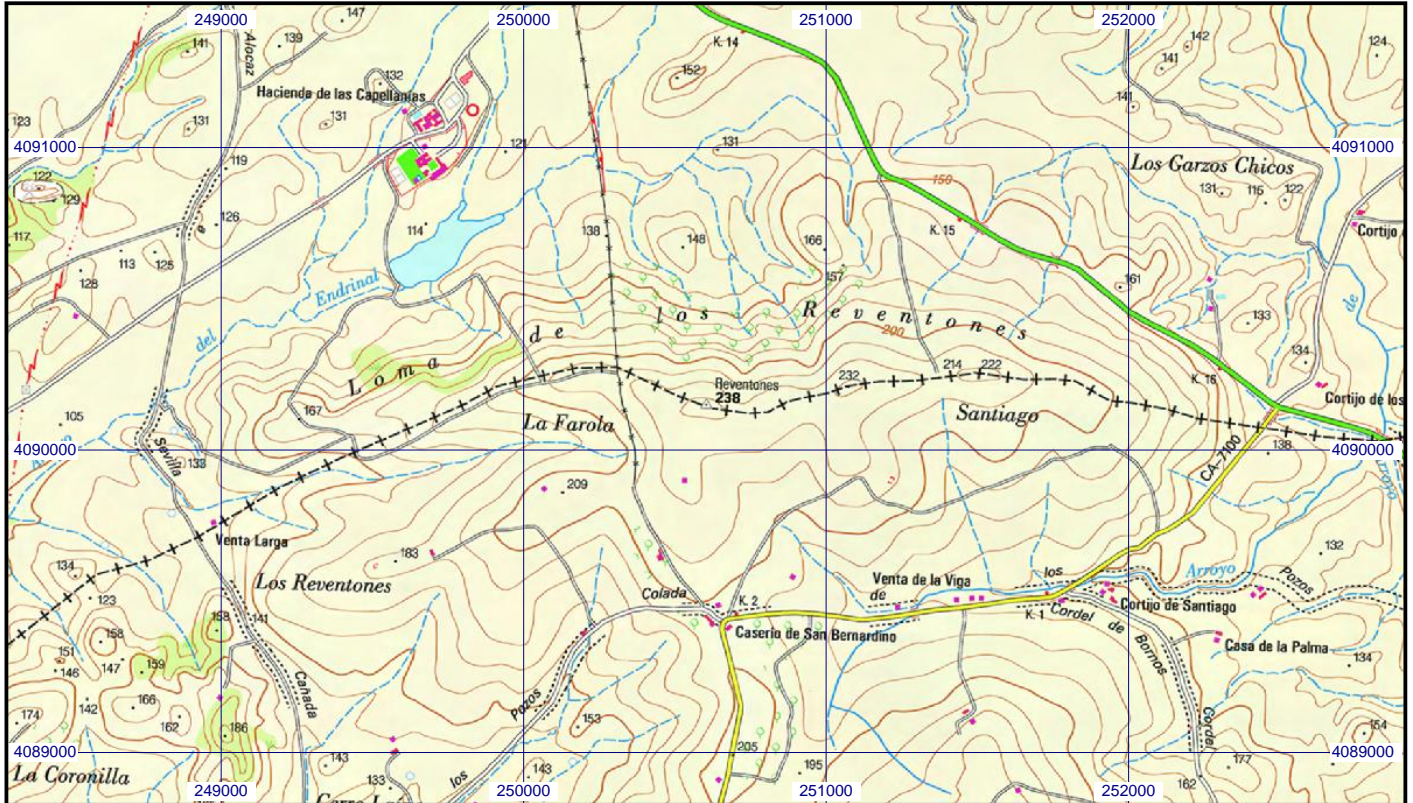 249000 250000 251000 252000
147
141 139
Alocaz
K. 14
142
141
124
132
152
Hacienda de las Capellanías
141
123
131
131
4091000
131
121
4091000
119
Los Garzos Chicos
122
129
150
131 115 122
126
114
138
148
166
K. 15
Cortijo
117
113 125
128
Endrinal
157
161
del
los Reventones
200
133
de
de
Loma
134
214 222
232
K. 16
Reventones
238
167
105
La Farola
Santiago
Cortijo de los
4090000
Sevilla
133
138
4090000
CA-7100
209
Arroyo
Venta Larga
183
132
134
Los Reventones
Venta de la Viga
los
Arroyo
Pozos
123
Colada
K. 2
de
Cortijo de Santiago
158
158
141
K. 1
Cordel de Bornos
Caserio de San Bernardino
151
146 147 159
Casa de la Palma
134
Cañada
166
142
Pozos
174
162
186
153
Cordel
154
4089000
205
4089000
La Coronilla
143
133
los
143
195
177
162
249000 250000 251000 252000